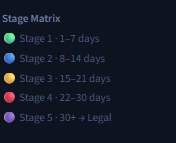 Stage Matrix
Stage 1 · 1–7 days
Stage 2 · 8–14 days
Stage 3 · 15–21 days
Stage 4 · 22–30 days
Stage 5 · 30+ → Legal